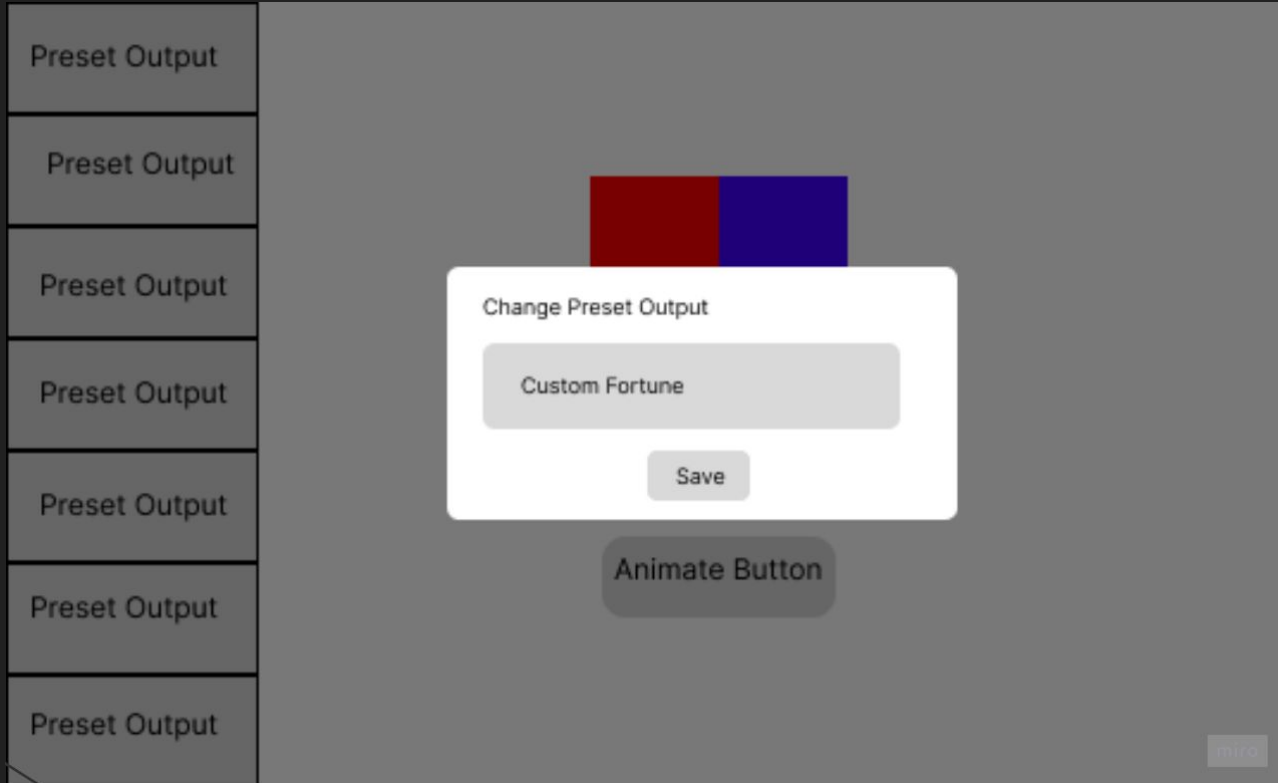 Preset Output
Preset Output
Preset Output
Preset Output
Preset Output
Preset Output
Preset Output
Change Preset Output
Custom Fortune
Save
Animate Button
miro